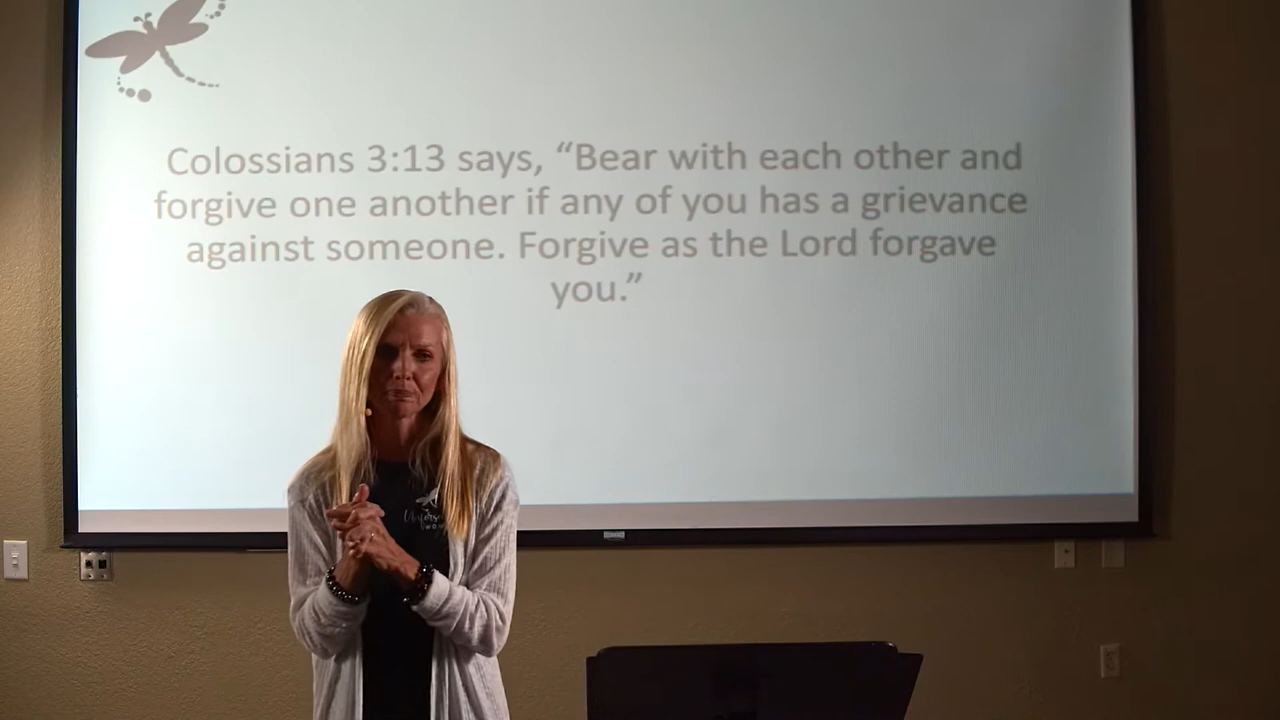 Colossians 3:13 says, “Bear with each other and
forgive one another if any of you has a grievance
against someone. Forgive as the Lord forgave
you.”